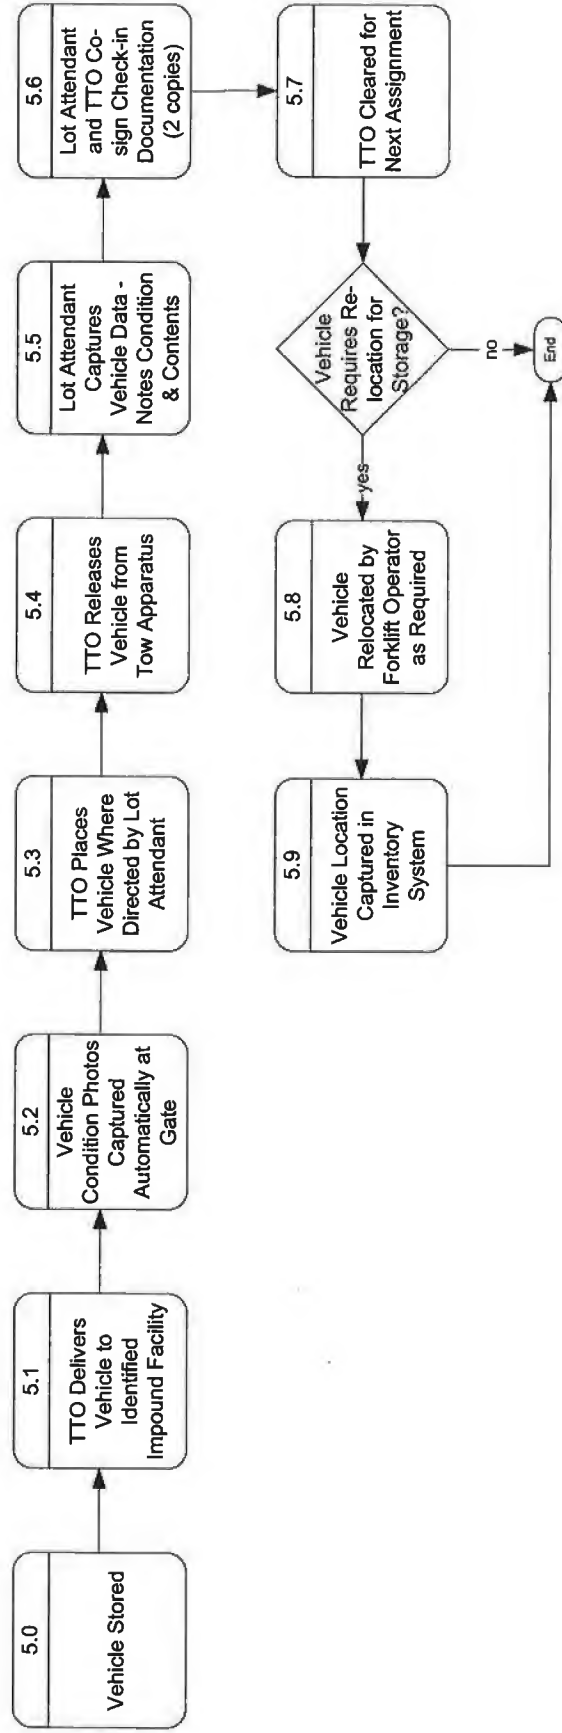 5.0
Vehicle Stored
5.1
TTO Delivers
Vehicle to
Identified
Impound Facility
5.2
Vehicle
Condition Photos
Captured
Automatically at
Gate
5.3
TTO Places
Vehicle Where
Directed by Lot
Attendant
5.4
TTO Releases
Vehicle from
Tow Apparatus
5.5
Lot Attendant
Captures
Vehicle Data -
Notes Condition
& Contents
5.6
Lot Attendant
and TTO Co-
sign Check-in
Documentation
(2 copies)
5.7
TTO Cleared for
Next Assignment
Vehicle
Requires Re-
location for
Storage?
yes
no
5.8
Vehicle
Relocated by
Forklift Operator
as Required
5.9
Vehicle Location
Captured in
Inventory
System
End